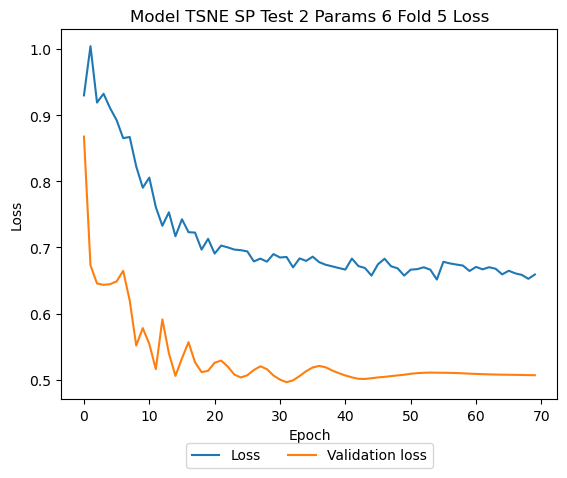 Model TSNE SP Test 2 Params 6 Fold 5 Loss
1.0
0.9
0.8
0.7
0.6
0.5
Loss
0 10 20 30 40 50 60 70
Epoch
Loss Validation loss